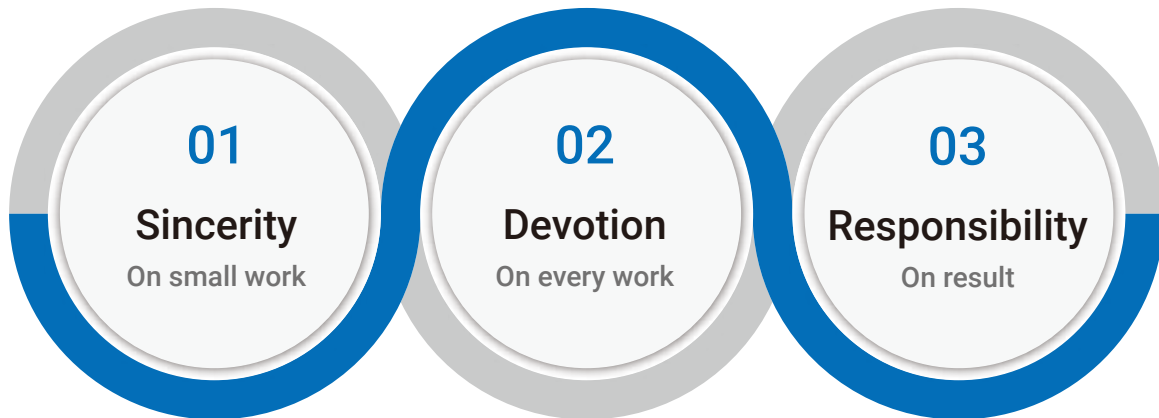 01
Sincerity
On small work
02
Devotion
On every work
03
Responsibility
On result